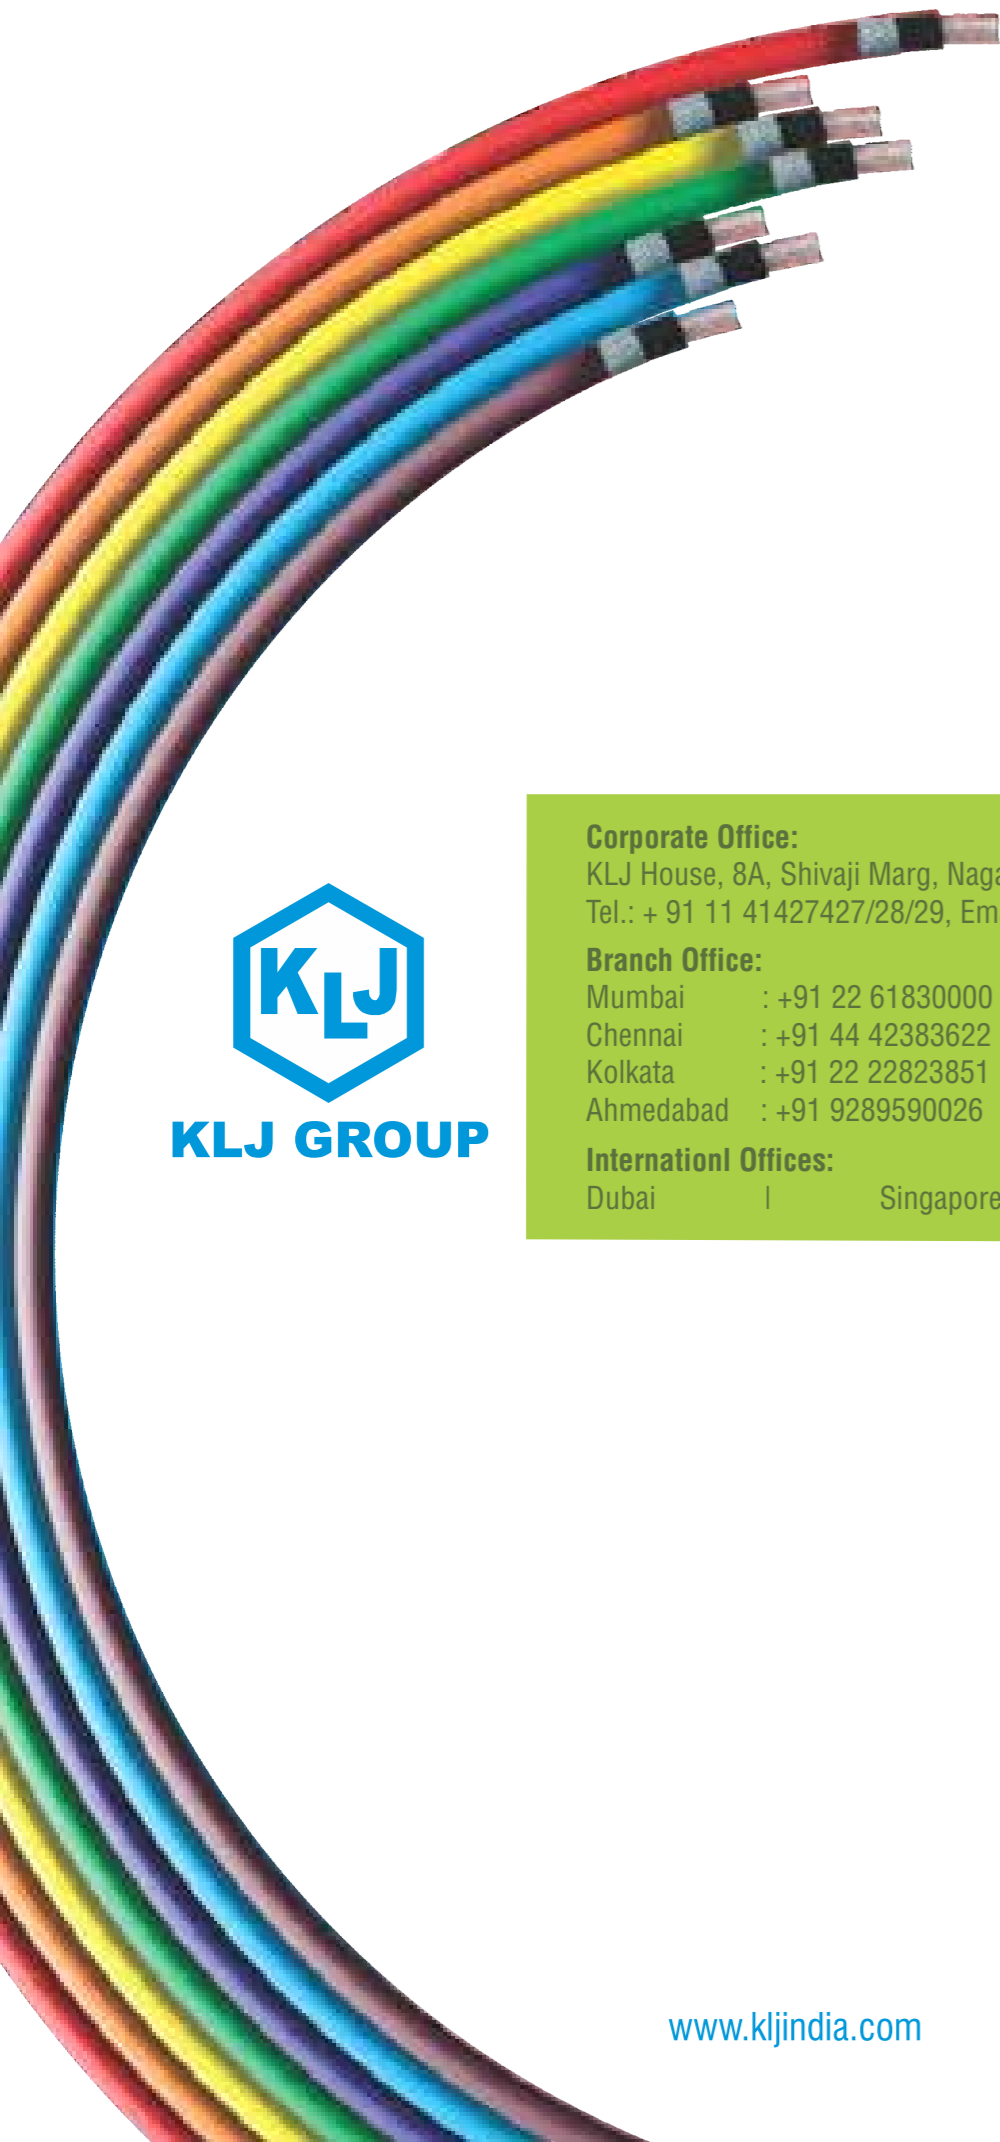 KLJ
KLJ GROUP
Corporate Office:
KLJ House, 8A, Shivaji Marg,
Tel.: + 91 11 41427427/28/29,
Branch Office:
Mumbai : +91 22 61830000
Chennai : +91 44 42383622
Kolkata : +91 22 22823851
Ahmedabad : +91 9289590026
Internationl Offices:
Dubai | Singapore
www.kljindia.com